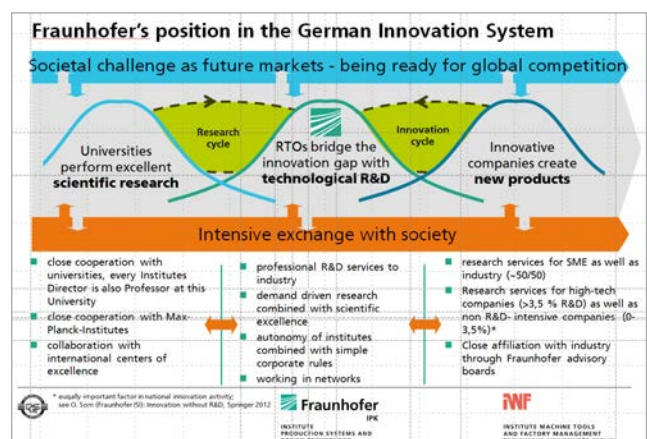 Fraunhofer's position in the German Innovation System
Societal challenge as future markets - being ready for global competition
Universities
perform excellent
scientific research
Research
cycle
RTOs bridge the
innovation gap with
technological R&D
Innovation
cycle
Innovative
companies create
new products
Intensive exchange with society
close cooperation with
universities, every Institutes
Director is also Professor at this
University
close cooperation with Max-
Planck-Institutes
collaboration with
international centers of
excellence
professional R&D services to
industry
demand driven research
combined with scientific
excellence
autonomy of institutes
combined with simple
corporate rules
working in networks
research services for SME as well as
industry (~50/50)
Research services for high-tech
companies (>3,5 % R&D) as well as
non R&D- intensive companies (0-
3,5%)*
Close affiliation with industry
through Fraunhofer advisory
boards
* euqally important factor in national innovation activity;
see O. Som (Fraunhofer ISI): Innovation without R&D, Springer 2012
Fraunhofer
IPK
INSTITUTE
PRODUCTION SYSTEMS AND
iWF
INSTITUTE MACHINE TOOLS
AND FACTORY MANAGEMENT